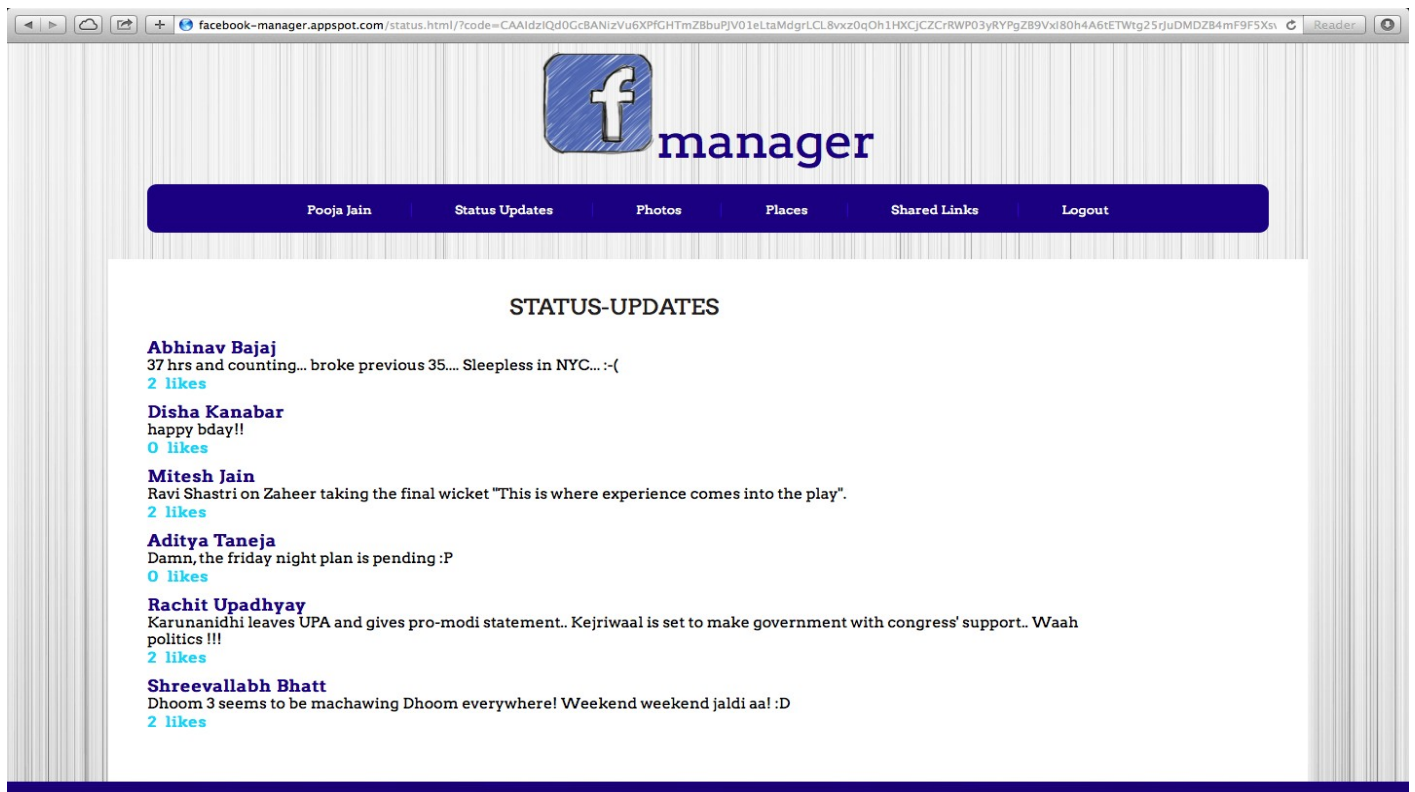 facebook-manager.appspot.com/status.html/?code=
Reader
f manager
Pooja Jain Status Updates Photos Places Shared Links Logout
STATUS-UPDATES
Abhinav Bajaj
37 hrs and counting... broke previous 35.... Sleepless in NYC... :-(
2 likes
Disha Kanabar
happy bday!!
0 likes
Mitesh Jain
Ravi Shastri on Zaheer taking the final wicket "This is where experience comes into the play".
2 likes
Aditya Taneja
Damn, the friday night plan is pending :P
0 likes
Rachit Upadhyay
Karunanidhi leaves UPA and gives pro-modi statement.. Kejriwaal is set to make government with congress' support.. Waah
politics !!!
2 likes
Shreevallabh Bhatt
Dhoom 3 seems to be machawing Dhoom everywhere! Weekend weekend jaldi aa! :D
2 likes